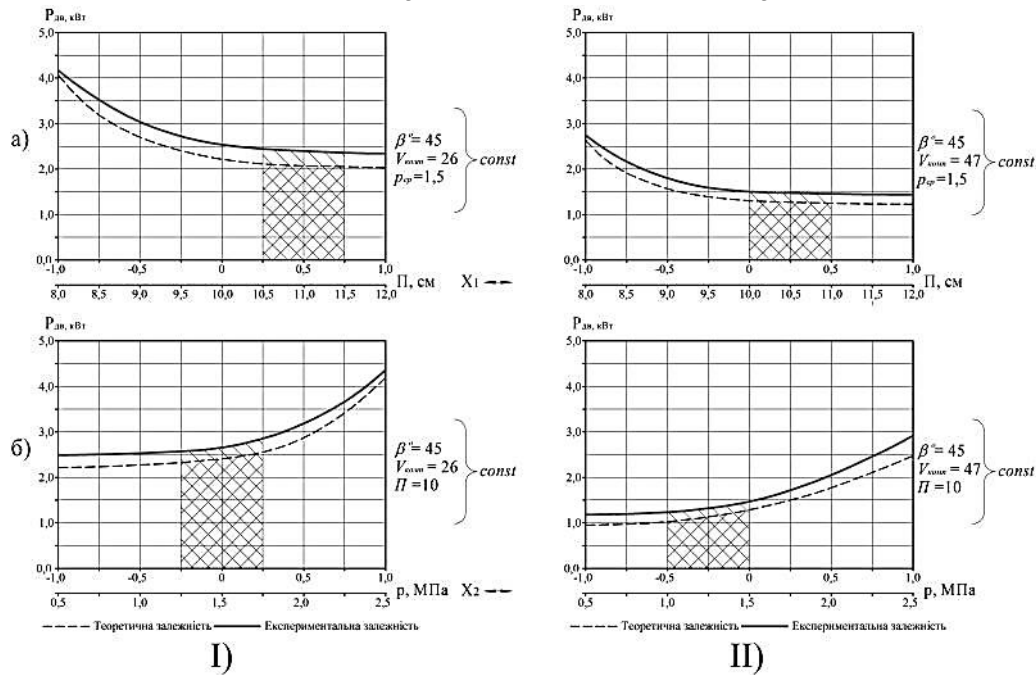 Pдв, кВт
5,0
4,0
3,0
2,0
1,0
0,0
-1,0 -0,5 0 0,5 1,0
П, см X1
8,0 8,5 9,0 9,5 10,0 10,5 11,0 11,5 12,0
а)
β°= 45
Vконт = 26
pср=1,5
const
Pдв, кВт
5,0
4,0
3,0
2,0
1,0
0,0
-1,0 -0,5 0 0,5 1,0
П, см
8,0 8,5 9,0 9,5 10,0 10,5 11,0 11,5 12,0
β°= 45
Vконт = 47
pср=1,5
const
Pдв, кВт
5,0
4,0
3,0
2,0
1,0
0,0
-1,0 -0,5 0 0,5 1,0
р, МПа X2
0,5 1,0 1,5 2,0 2,5
б)
β°= 45
Vконт = 26
П =10
const
Pдв, кВт
5,0
4,0
3,0
2,0
1,0
0,0
-1,0 -0,5 0 0,5 1,0
р, МПа
0,5 1,0 1,5 2,0 2,5
β°= 45
Vконт = 47
П =10
const
Теоретична залежність Експериментальна залежність
Теоретична залежність Експериментальна залежність
I) II)